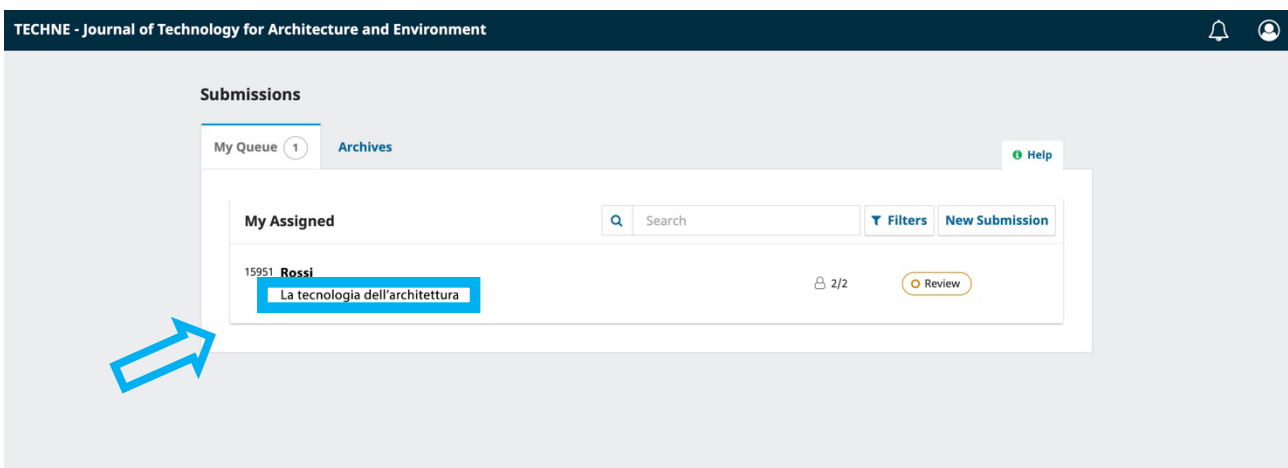 TECHNE - Journal of Technology for Architecture and Environment
Submissions
My Queue 1 Archives
Help
My Assigned Search Filters New Submission
15951 Rossi 2/2 Review
La tecnologia dell'architettura